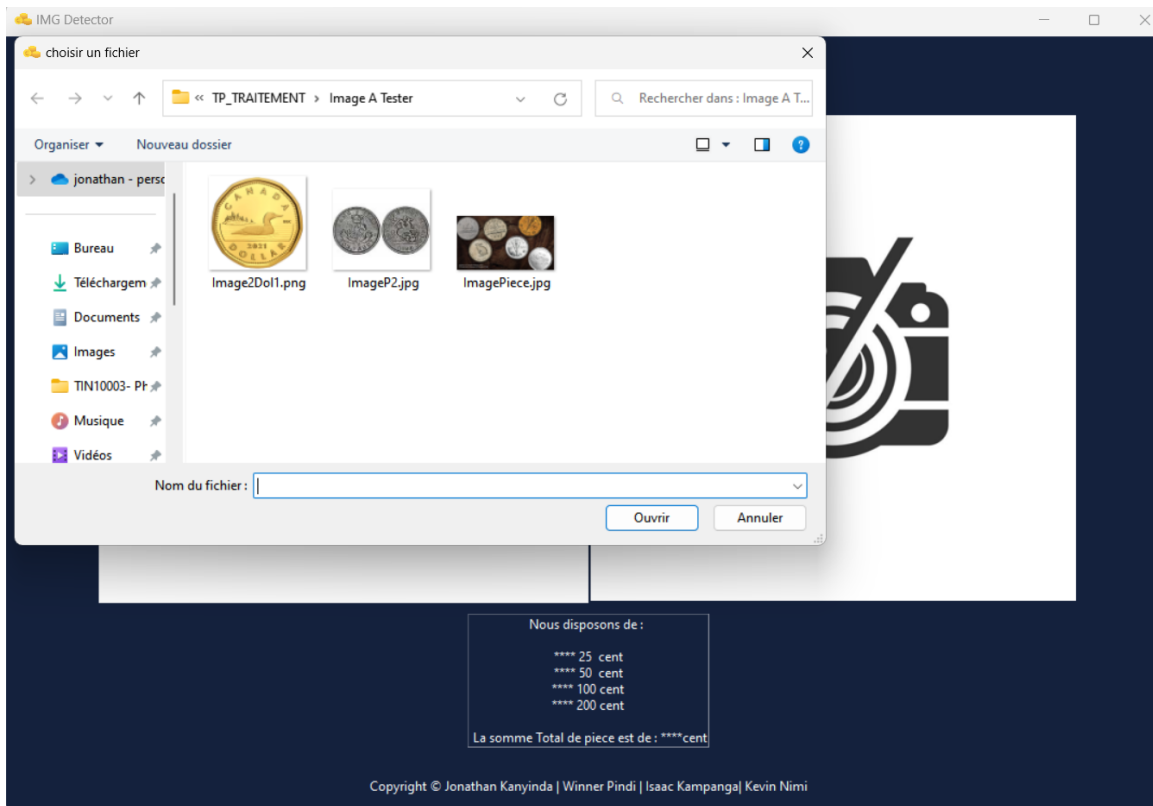 IMG Detector
choisir un fichier
« TP_TRAITEMENT > Image A Tester
Rechercher dans : Image A T...
Organiser
Nouveau dossier
jonathan - perso
Bureau
Téléchargem
Documents
Images
TIN10003- PH
Musique
Vidéos
CANADA
2021
DOLLAR
Image2Dol1.png
ImageP2.jpg
ImagePiece.jpg
Nom du fichier :
Ouvrir
Annuler
Nous disposons de :
**** 25 cent
**** 50 cent
**** 100 cent
**** 200 cent
La somme Total de piece est de : ****cent
Copyright © Jonathan Kanyinda | Winner Pindi | Isaac Kampanga| Kevin Nimi